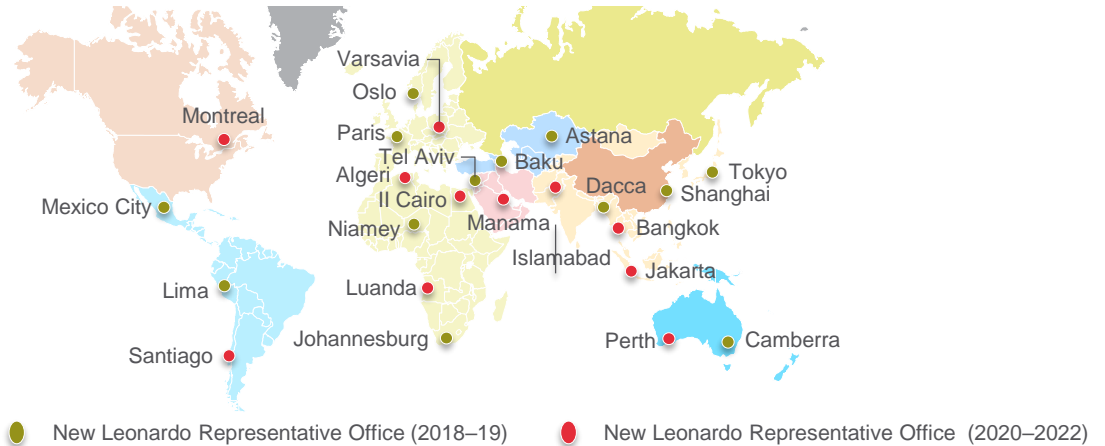 Varsavia
Oslo
Montreal
Paris
Astana
Tel Aviv
Baku
Algeri
Dacca
Tokyo
Shanghai
Mexico City
Il Cairo
Niamey
Manama
Bangkok
Islamabad
Lima
Luanda
Jakarta
Johannesburg
Perth
Camberra
Santiago
New Leonardo Representative Office (2018–19)
New Leonardo Representative Office (2020–2022)